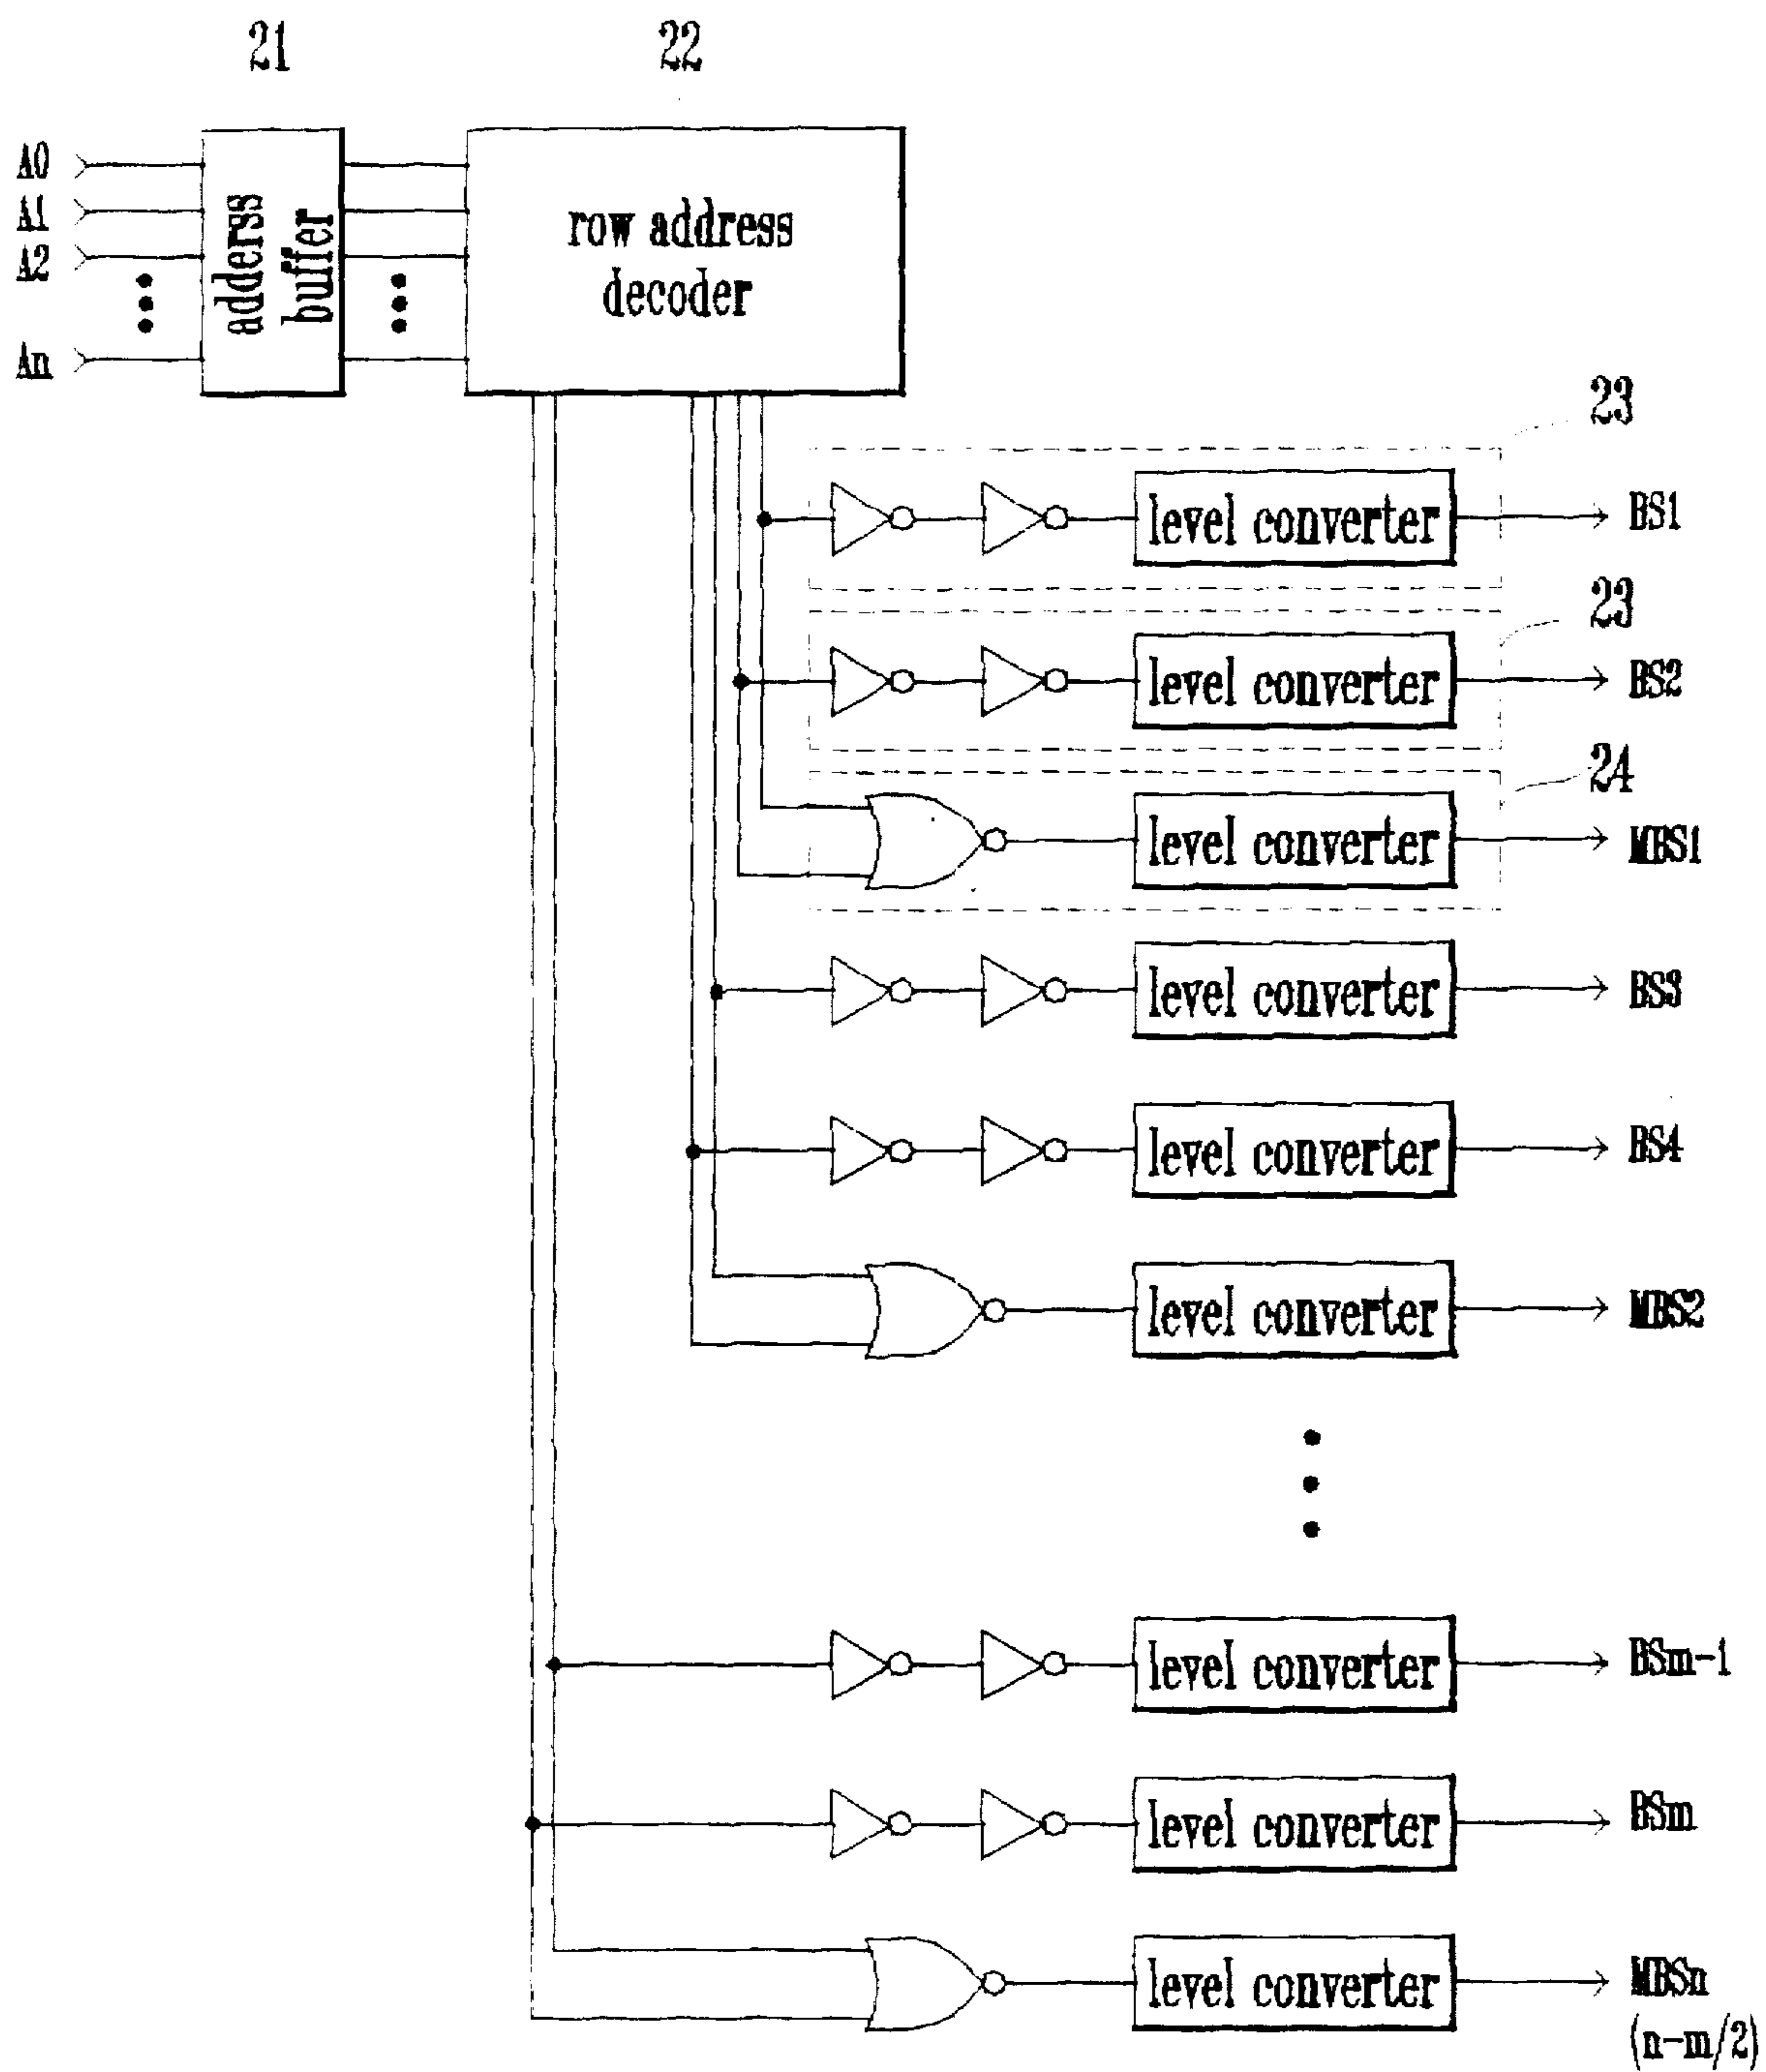 21
22
A0
A1
A2
An
adderss
buffer
row address
decoder
23
level converter
BS1
23
level converter
BS2
24
level converter
MBS1
level converter
BS3
level converter
BS4
level converter
MBS2
level converter
BSm-1
level converter
BSm
level converter
MBSn
(n-m/2)